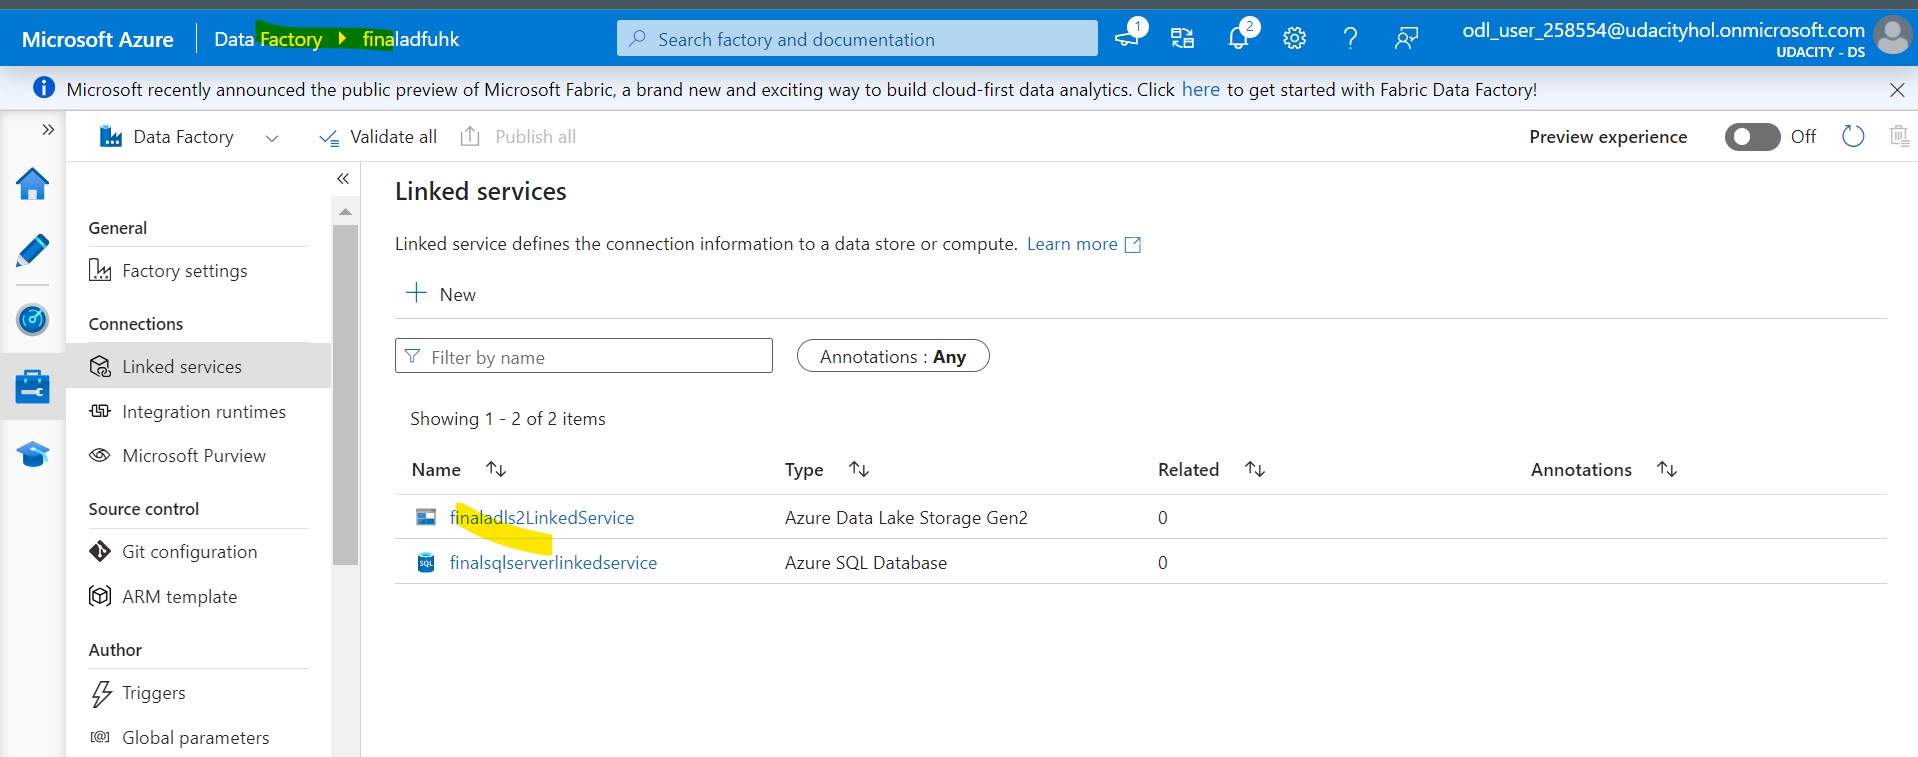 Microsoft Azure Data Factory finaladfuhk Search factory and documentation 1 2 odl_user_258554@udacityhol.onmicrosoft.com
UDACITY - DS
Microsoft recently announced the public preview of Microsoft Fabric, a brand new and exciting way to build cloud-first data analytics. Click here to get started with Fabric Data Factory!
Data Factory Validate all Publish all Preview experience Off
General
Factory settings
Connections
Linked services
Integration runtimes
Microsoft Purview
Source control
Git configuration
ARM template
Author
Triggers
Global parameters
Linked services
Linked service defines the connection information to a data store or compute. Learn more
New
Filter by name Annotations : Any
Showing 1 - 2 of 2 items
Name Type Related Annotations
finaladls2LinkedService Azure Data Lake Storage Gen2 0
SQL finalsqlserverlinkedservice Azure SQL Database 0